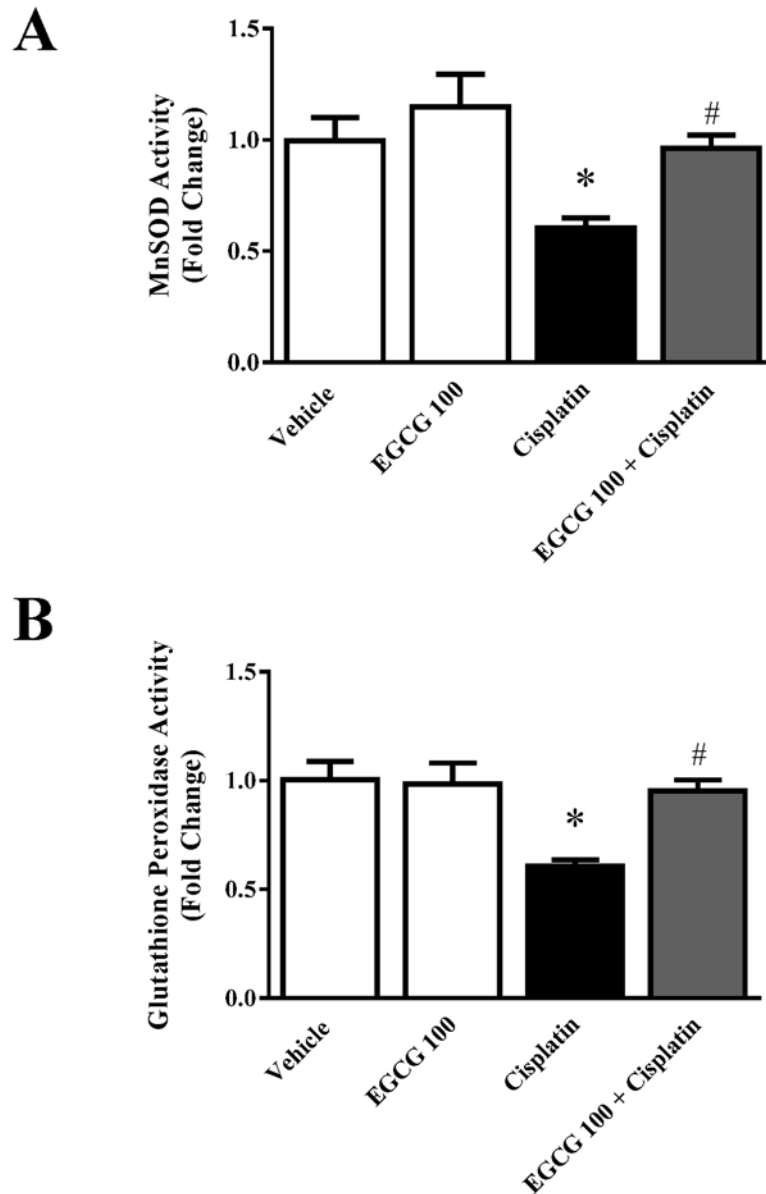 A
MnSOD Activity
(Fold Change)
1.5
1.0
0.5
0.0
*
#
Vehicle
EGCG 100
Cisplatin
EGCG 100 + Cisplatin
B
Glutathione Peroxidase Activity
(Fold Change)
1.5
1.0
0.5
0.0
*
#
Vehicle
EGCG 100
Cisplatin
EGCG 100 + Cisplatin